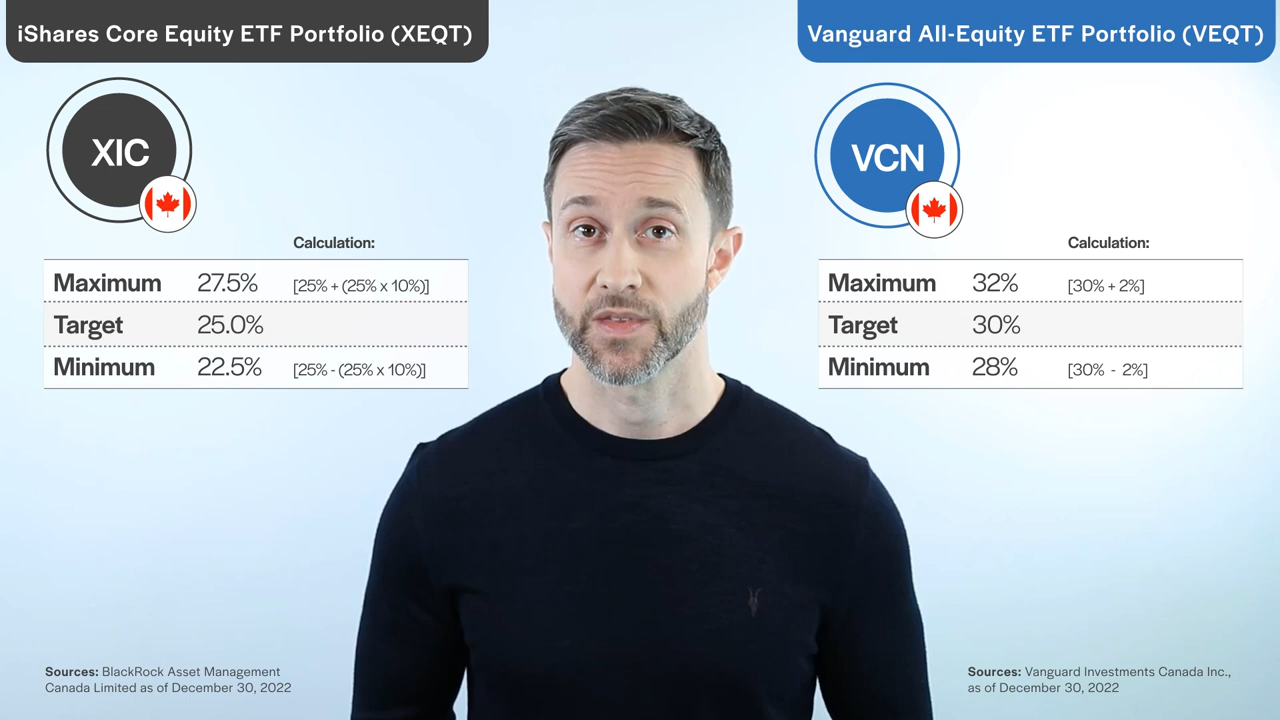 iShares Core Equity ETF Portfolio (XEQT)
XIC
Calculation:
Maximum 27.5% [25% + (25% x 10%)]
Target 25.0%
Minimum 22.5% [25% - (25% x 10%)]
Sources: BlackRock Asset Management
Canada Limited as of December 30, 2022
Vanguard All-Equity ETF Portfolio (VEQT)
VCN
Calculation:
Maximum 32% [30% + 2%]
Target 30%
Minimum 28% [30% - 2%]
Sources: Vanguard Investments Canada Inc.,
as of December 30, 2022